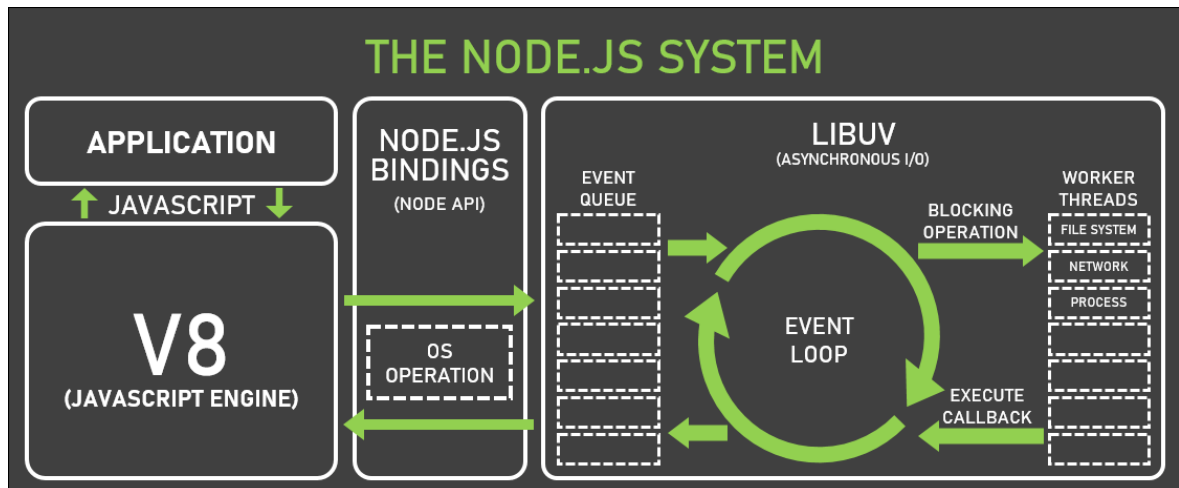 THE NODE.JS SYSTEM
APPLICATION
JAVASCRIPT
V8
(JAVASCRIPT ENGINE)
NODE.JS
BINDINGS
(NODE API)
OS
OPERATION
LIBUV
(ASYNCHRONOUS I/O)
EVENT
QUEUE
EVENT
LOOP
BLOCKING
OPERATION
EXECUTE
CALLBACK
WORKER
THREADS
FILE SYSTEM
NETWORK
PROCESS